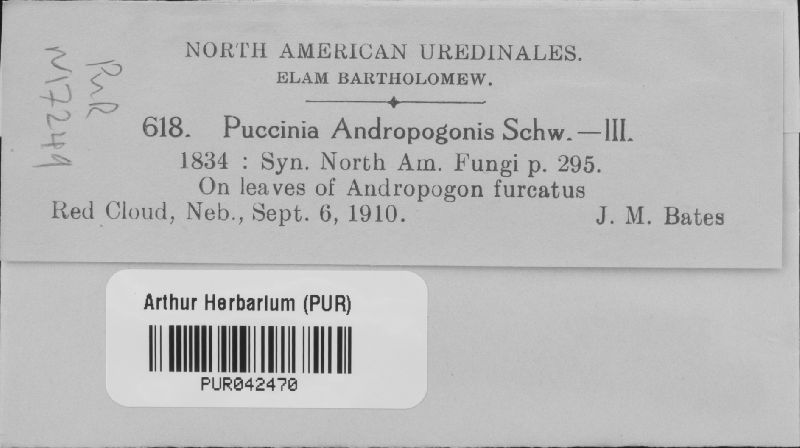 NORTH AMERICAN UREDINALES.
ELAM BARTHOLOMEW.
618. Puccinia Andropogonis Schw.—III.
1834 : Syn. North Am. Fungi p. 295.
On leaves of Andropogon furcatus
Red Cloud, Neb., Sept. 6, 1910. J. M. Bates
PUR
N7249
Arthur Herbarium (PUR)
PUR042470